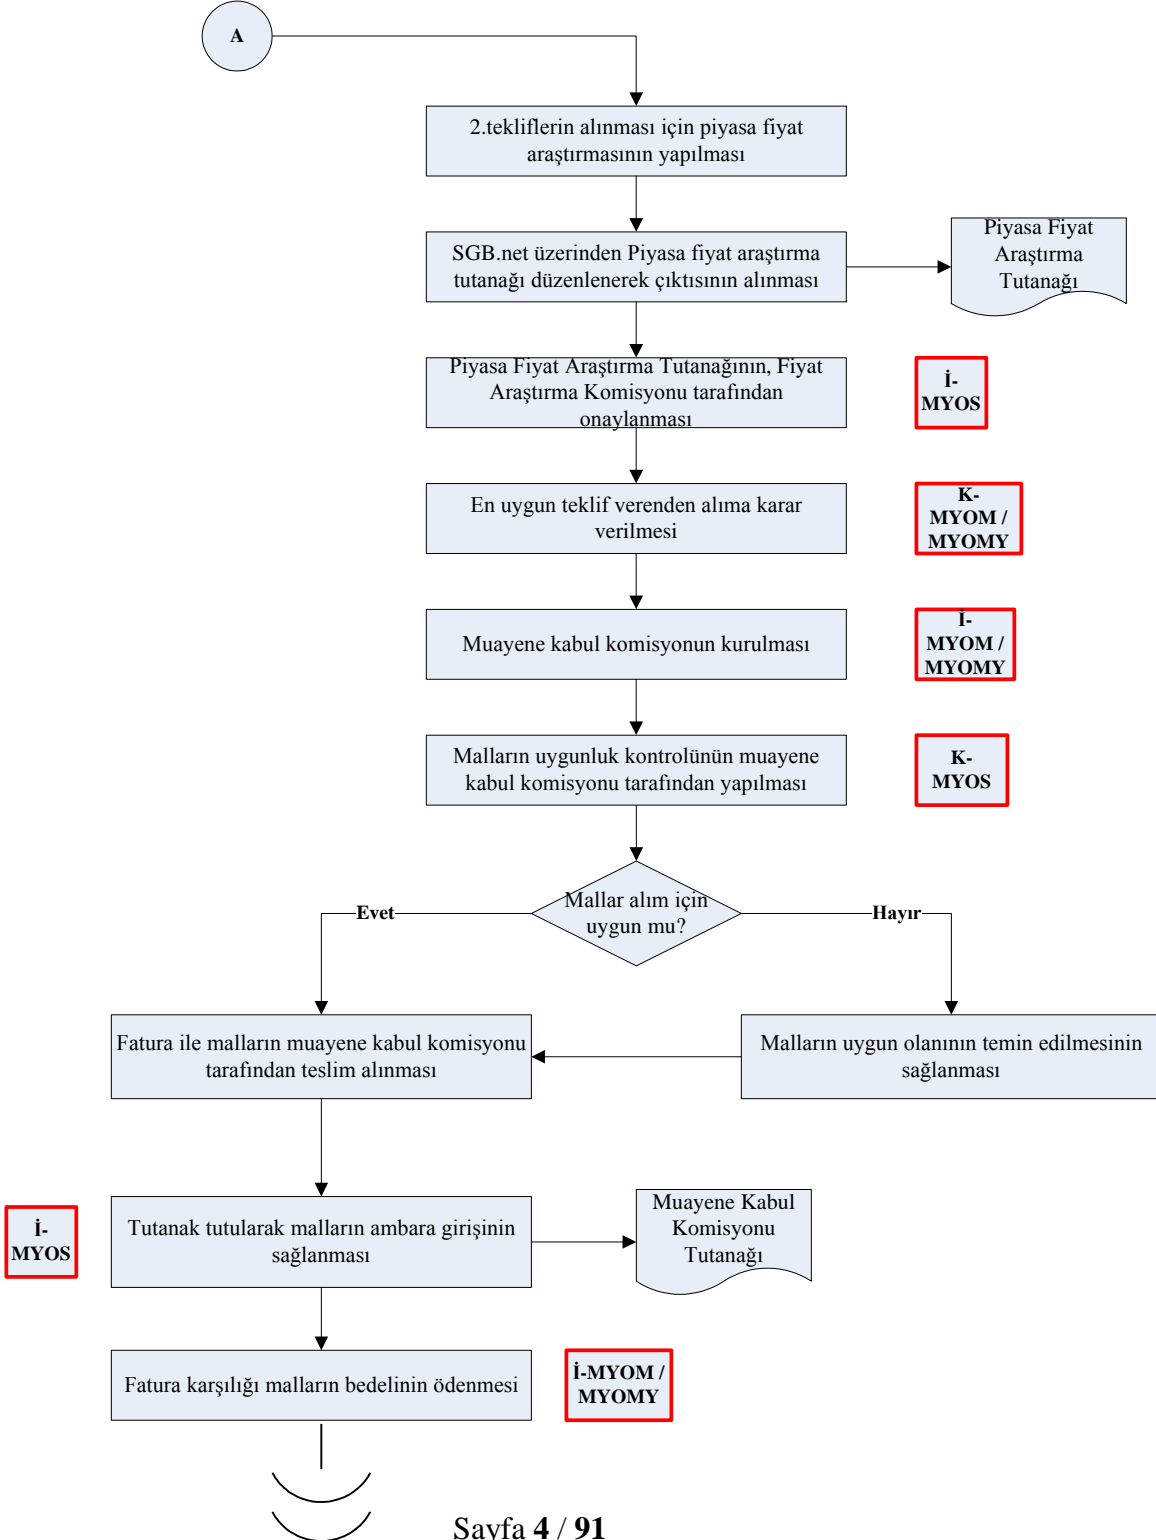 A
2.tekliflerin alınması için piyasa fiyat
araştırmasının yapılması
SGB.net üzerinden Piyasa fiyat araştırma
tutanağı düzenlenerek çıktısının alınması
Piyasa Fiyat
Araştırma
Tutanağı
Piyasa Fiyat Araştırma Tutanağının, Fiyat
Araştırma Komisyonu tarafından
onaylanması
İ-
MYOS
En uygun teklif verenden alıma karar
verilmesi
K-
MYOM /
MYOMY
Muayene kabul komisyonun kurulması
İ-
MYOM /
MYOMY
Malların uygunluk kontrolünün muayene
kabul komisyonu tarafından yapılması
K-
MYOS
Mallar alım için
uygun mu?
Evet
Hayır
Fatura ile malların muayene kabul komisyonu
tarafından teslim alınması
Malların uygun olanının temin edilmesinin
sağlanması
İ-
MYOS
Tutanak tutularak malların ambara girişinin
sağlanması
Muayene Kabul
Komisyonu
Tutanağı
Fatura karşılığı malların bedelinin ödenmesi
İ-MYOM /
MYOMY
Sayfa 4 / 91